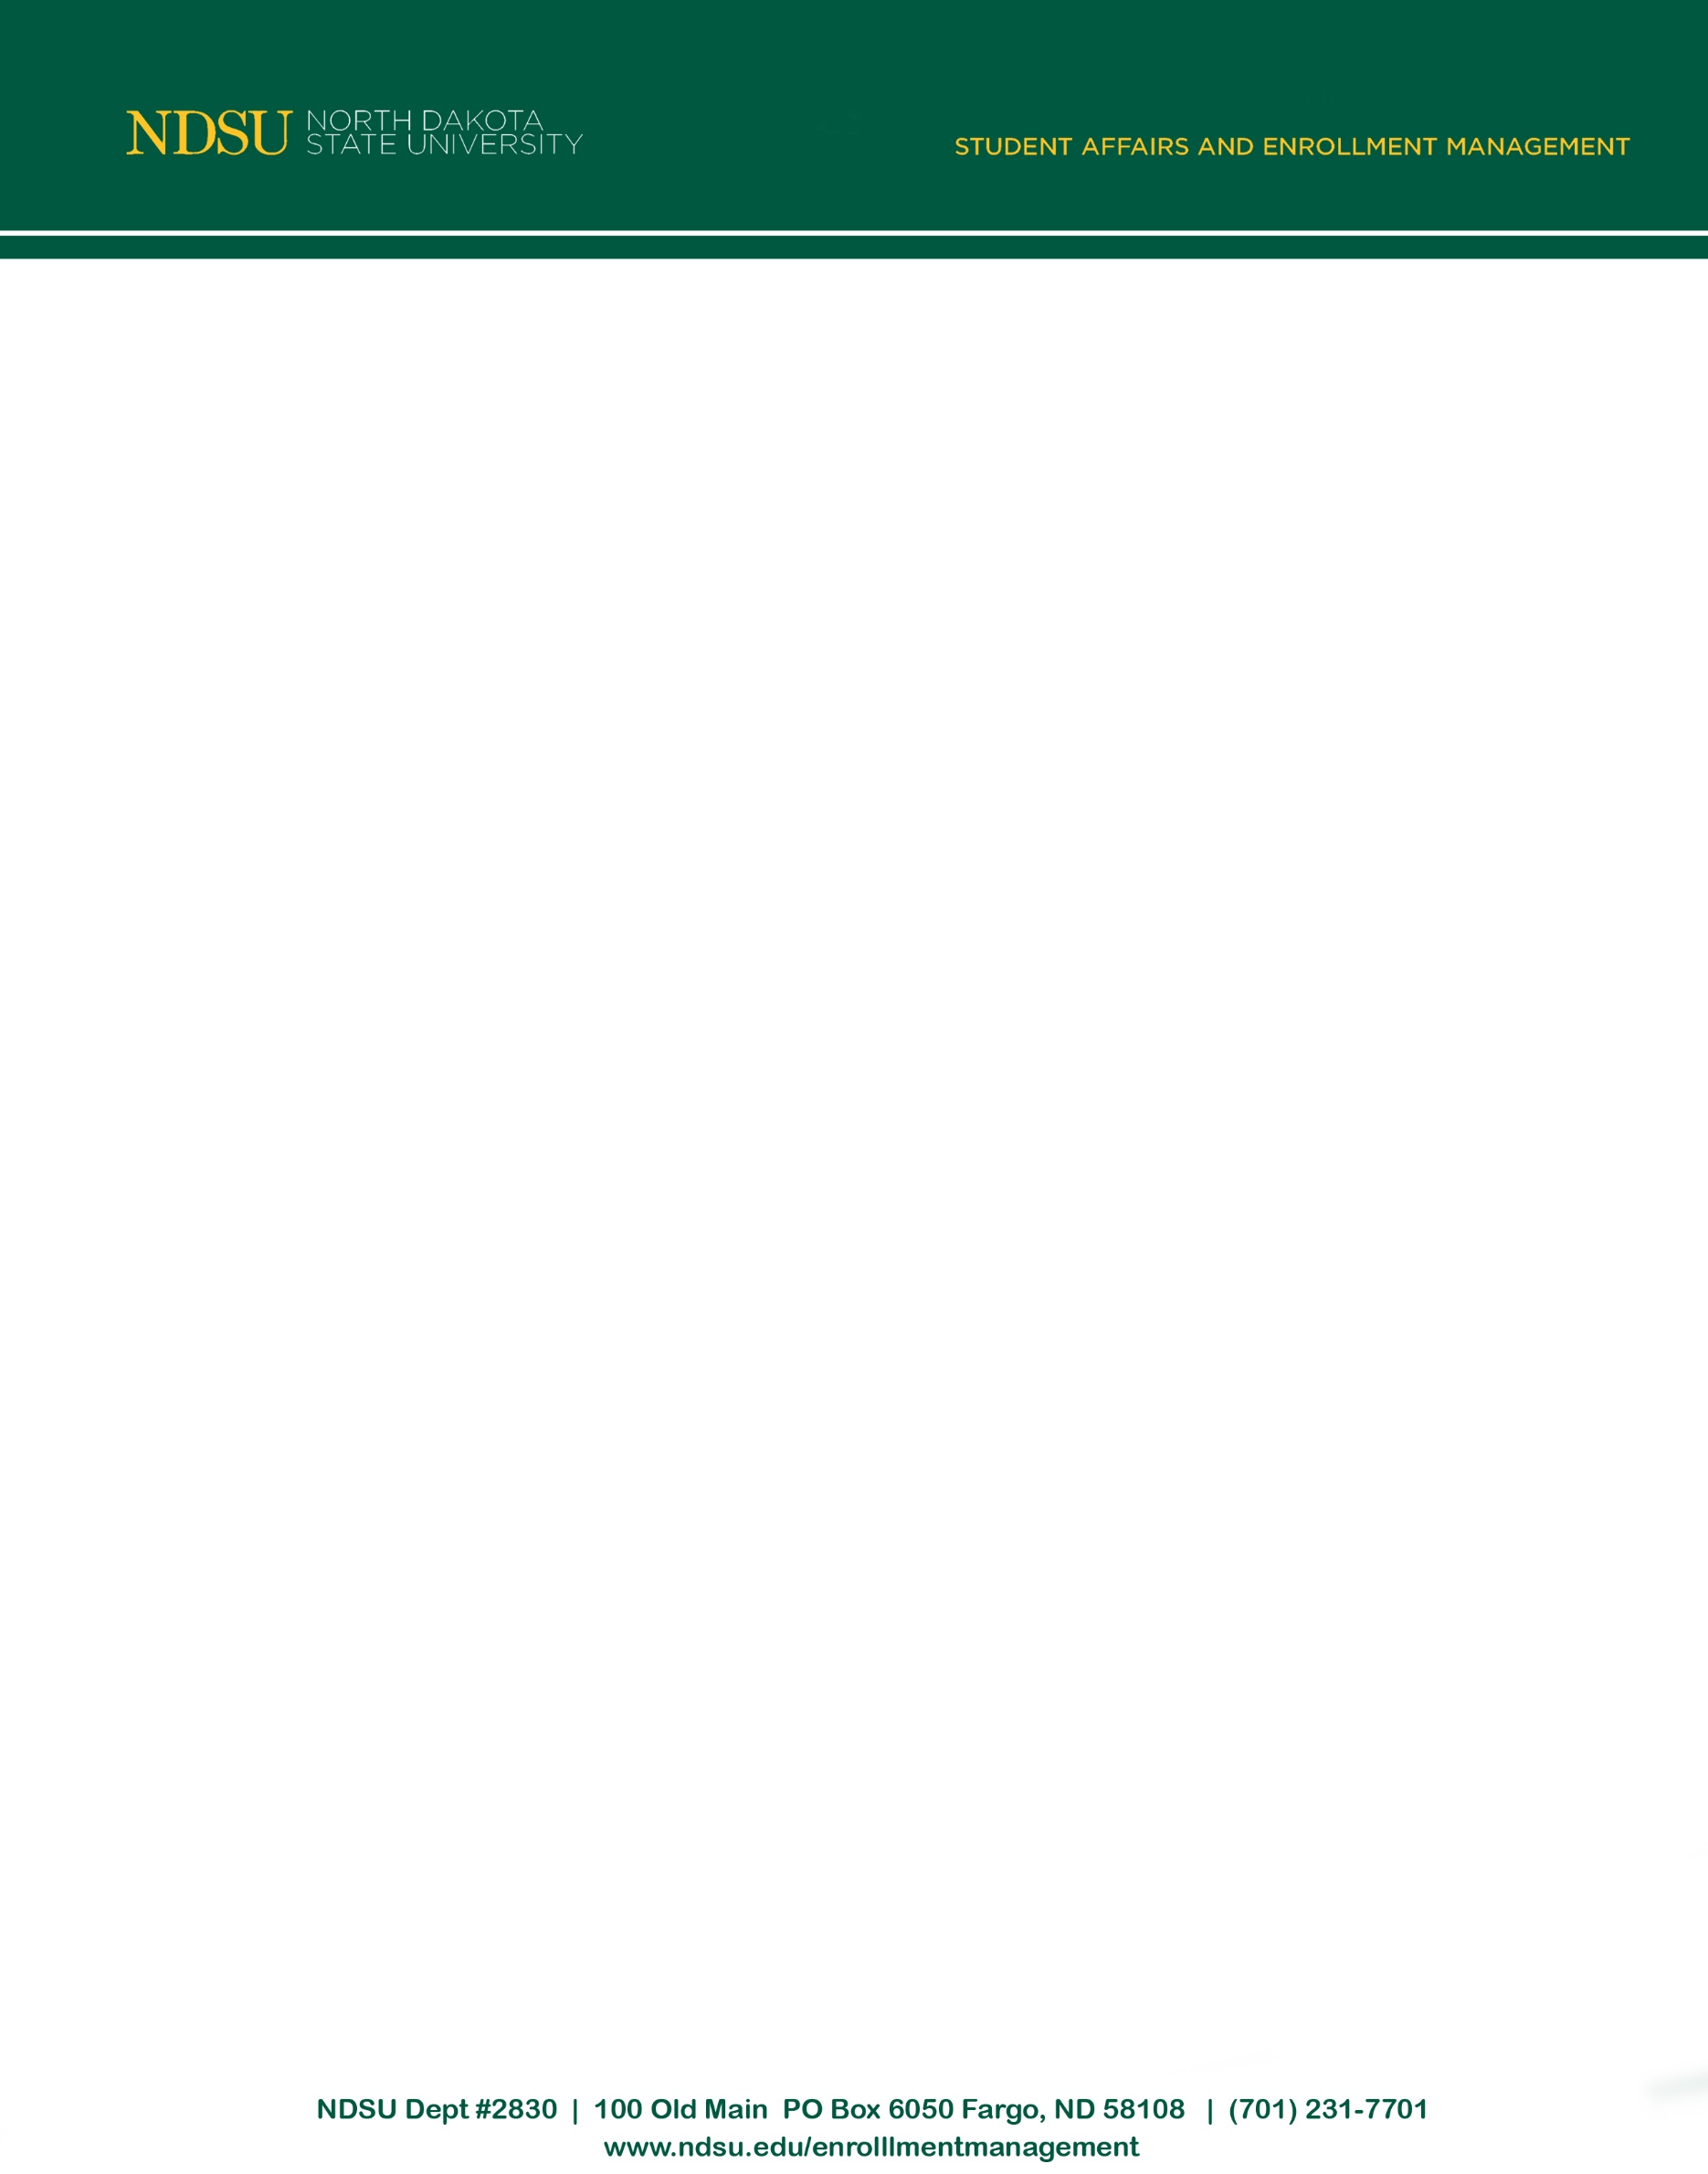 NDSU NORTH DAKOTA
STATE UNIVERSITY
STUDENT AFFAIRS AND ENROLLMENT MANAGEMENT
NDSU Dept #2830 | 100 Old Main PO Box 6050 Fargo, ND 58108 | (701) 231-7701
www.ndsu.edu/enrolllmentmanagement